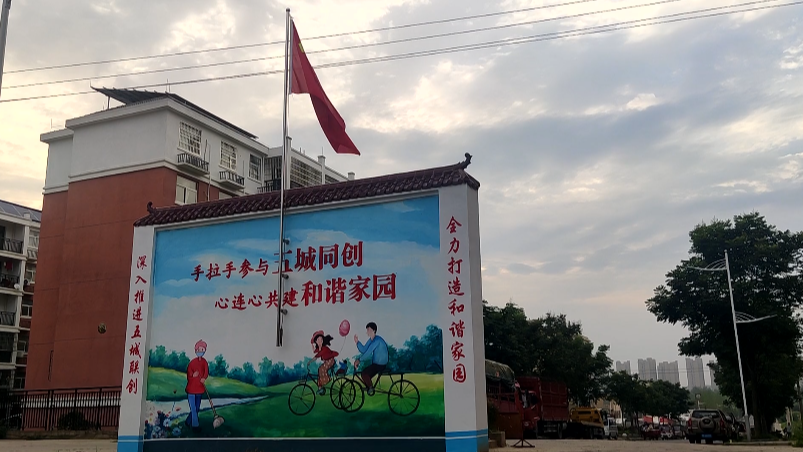 深入推进五城联创
手拉手参与五城同创
心连心共建和谐家园
全力打造和谐家园